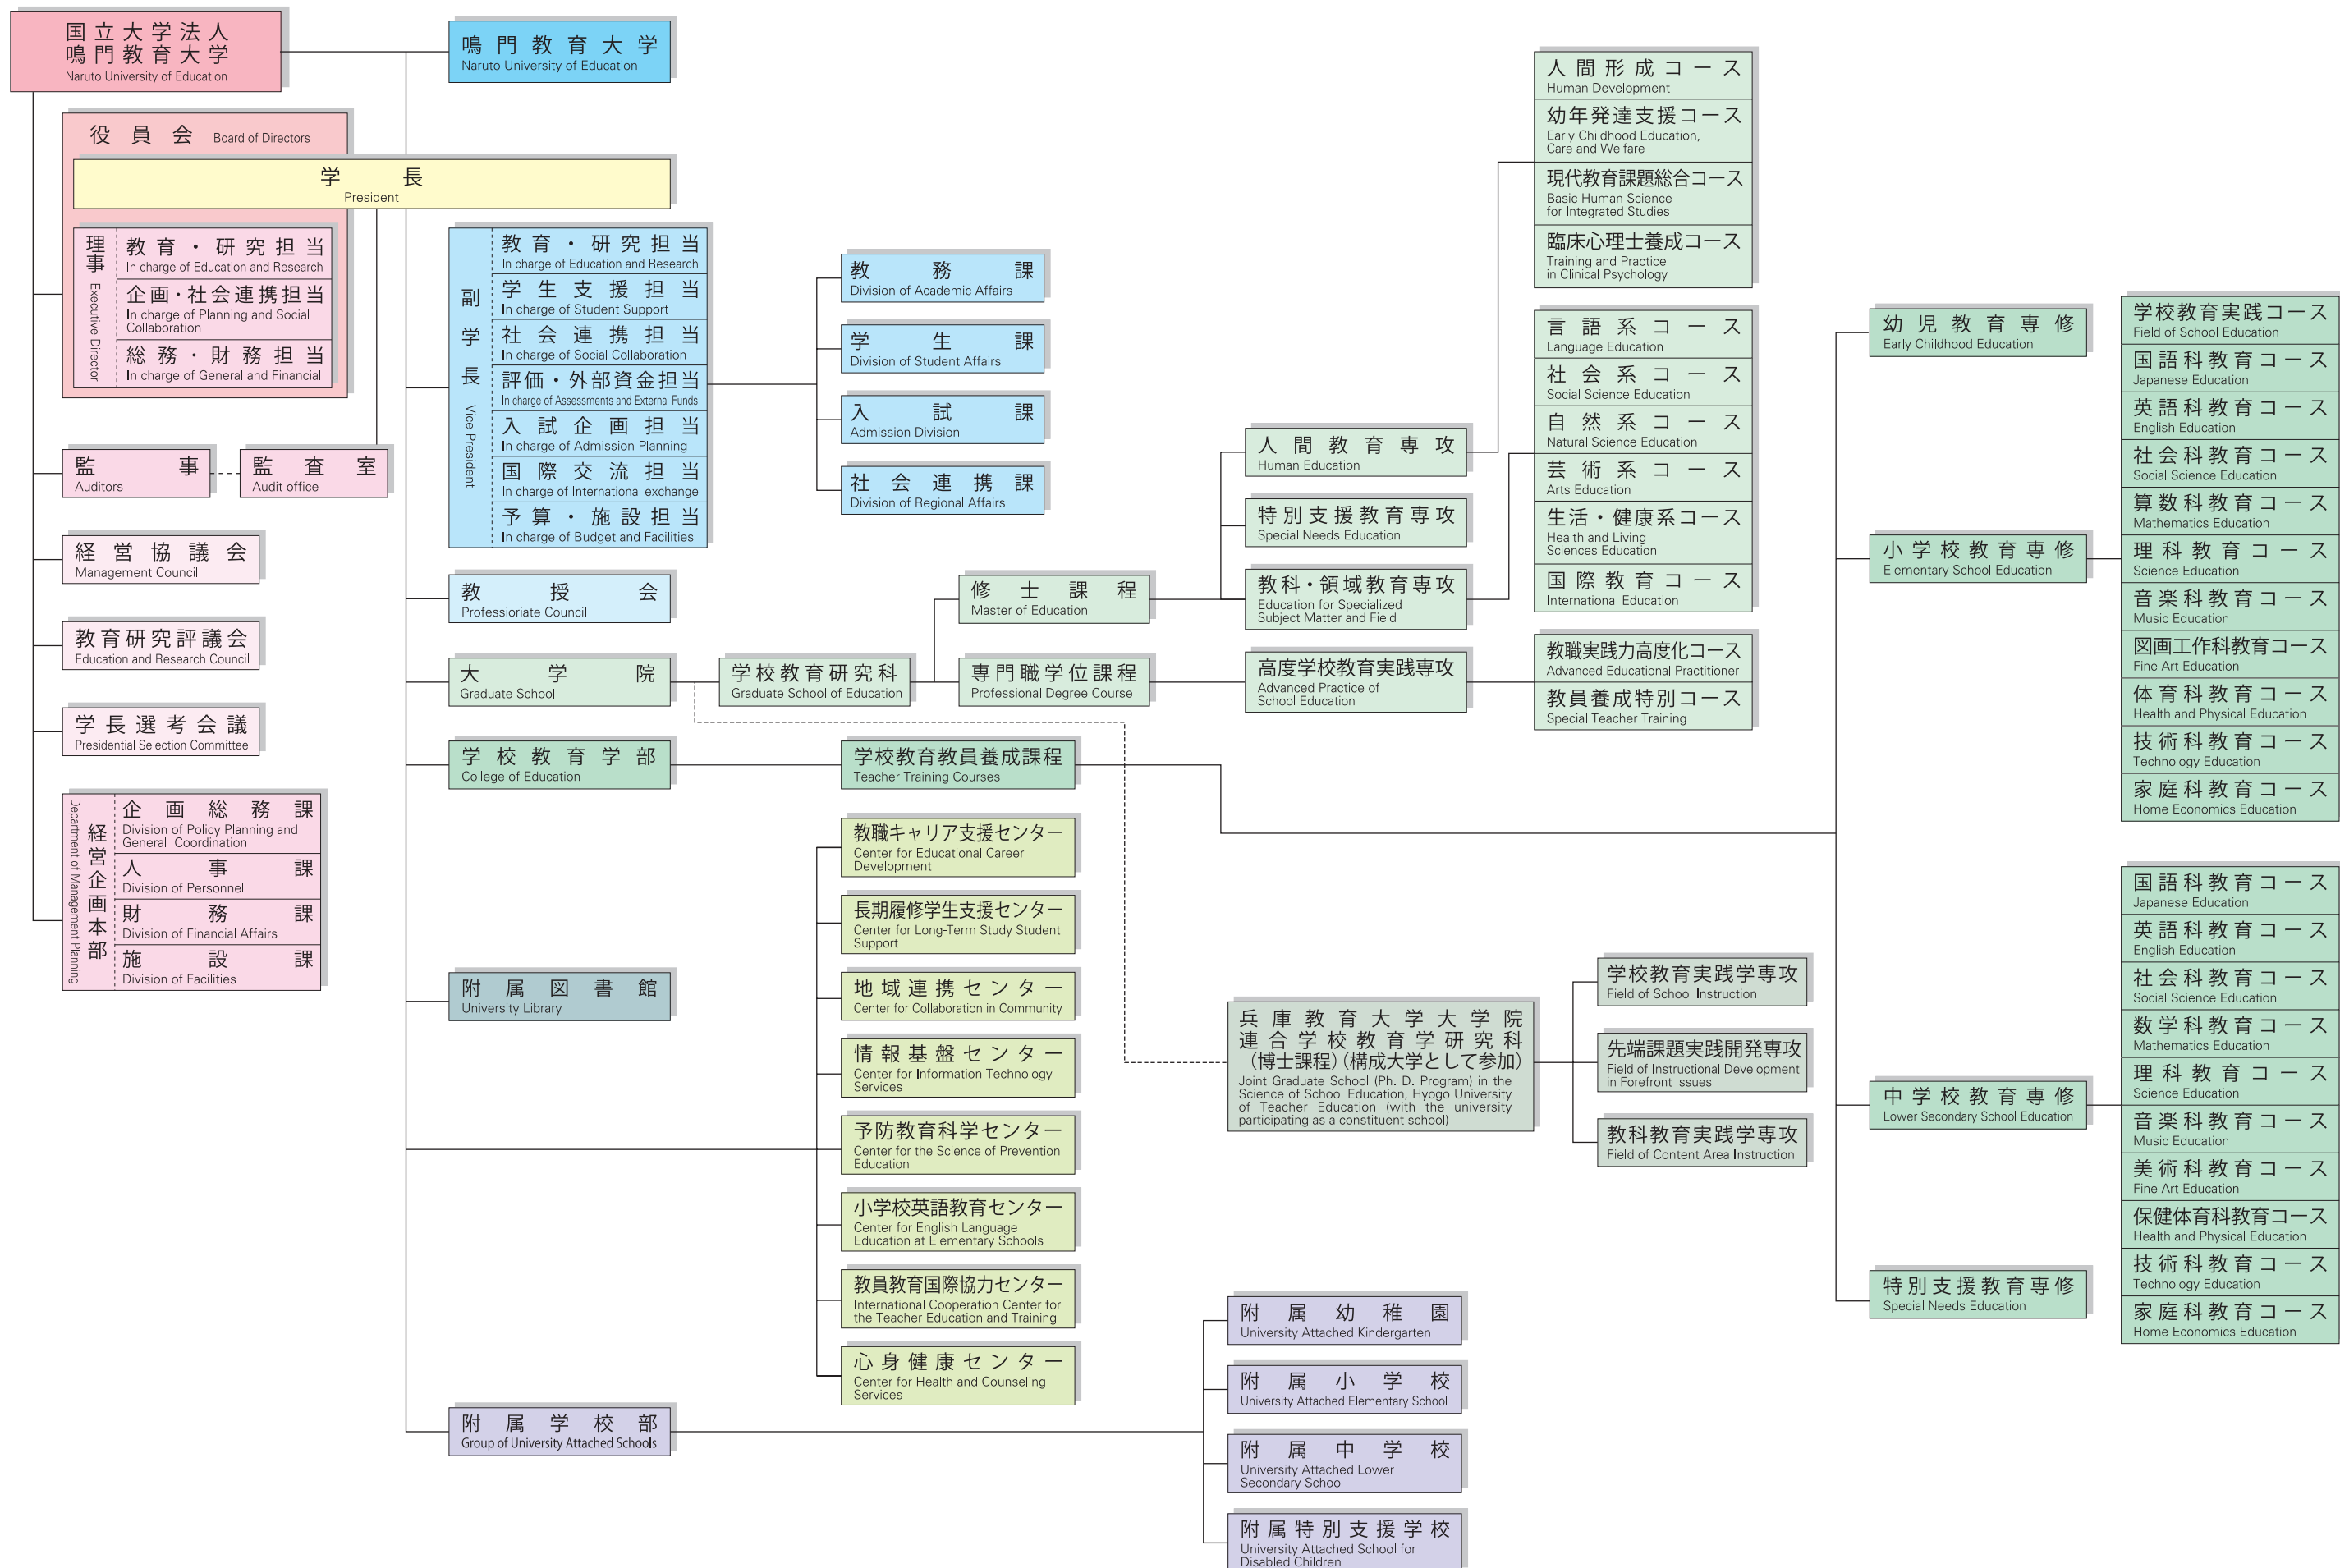 国立大学法人
鳴門教育大学
Naruto University of Education
鳴門教育大学
Naruto University of Education
役員会 Board of Directors
学長
President
理事 Executive Director
教育・研究担当
In charge of Education and Research
企画・社会連携担当
In charge of Planning and Social
Collaboration
総務・財務担当
In charge of General and Financial
監事
Auditors
監査室
Audit office
経営協議会
Management Council
教育研究評議会
Education and Research Council
学長選考会議
Presidential Selection Committee
経営企画本部
Department of Management Planning
企画総務課
Division of Policy Planning and
General Coordination
人事課
Division of Personnel
財務課
Division of Financial Affairs
施設課
Division of Facilities
副学長 Vice President
教育・研究担当
In charge of Education and Research
学生支援担当
In charge of Student Support
社会連携担当
In charge of Social Collaboration
評価・外部資金担当
In charge of Assessments and External Funds
入試企画担当
In charge of Admission Planning
国際交流担当
In charge of International exchange
予算・施設担当
In charge of Budget and Facilities
教務課
Division of Academic Affairs
学生課
Division of Student Affairs
入試課
Admission Division
社会連携課
Division of Regional Affairs
教授会
Professioriate Council
大学院
Graduate School
学校教育研究科
Graduate School of Education
修士課程
Master of Education
専門職学位課程
Professional Degree Course
人間教育専攻
Human Education
特別支援教育専攻
Special Needs Education
教科・領域教育専攻
Education for Specialized
Subject Matter and Field
高度学校教育実践専攻
Advanced Practice of
School Education
人間形成コース
Human Development
幼年発達支援コース
Early Childhood Education,
Care and Welfare
現代教育課題総合コース
Basic Human Science
for Integrated Studies
臨床心理士養成コース
Training and Practice
in Clinical Psychology
言語系コース
Language Education
社会系コース
Social Science Education
自然系コース
Natural Science Education
芸術系コース
Arts Education
生活・健康系コース
Health and Living
Sciences Education
国際教育コース
International Education
教職実践力高度化コース
Advanced Educational Practitioner
教員養成特別コース
Special Teacher Training
学校教育学部
College of Education
学校教育教員養成課程
Teacher Training Courses
幼児教育専修
Early Childhood Education
小学校教育専修
Elementary School Education
中学校教育専修
Lower Secondary School Education
特別支援教育専修
Special Needs Education
学校教育実践コース
Field of School Education
国語科教育コース
Japanese Education
英語科教育コース
English Education
社会科教育コース
Social Science Education
算数科教育コース
Mathematics Education
理科教育コース
Science Education
音楽科教育コース
Music Education
図画工作科教育コース
Fine Art Education
体育科教育コース
Health and Physical Education
技術科教育コース
Technology Education
家庭科教育コース
Home Economics Education
国語科教育コース
Japanese Education
英語科教育コース
English Education
社会科教育コース
Social Science Education
数学科教育コース
Mathematics Education
理科教育コース
Science Education
音楽科教育コース
Music Education
美術科教育コース
Fine Art Education
保健体育科教育コース
Health and Physical Education
技術科教育コース
Technology Education
家庭科教育コース
Home Economics Education
附属図書館
University Library
教職キャリア支援センター
Center for Educational Career
Development
長期履修学生支援センター
Center for Long-Term Study Student
Support
地域連携センター
Center for Collaboration in Community
情報基盤センター
Center for Information Technology
Services
予防教育科学センター
Center for the Science of Prevention
Education
小学校英語教育センター
Center for English Language
Education at Elementary Schools
教員教育国際協力センター
International Cooperation Center for
the Teacher Education and Training
心身健康センター
Center for Health and Counseling
Services
兵庫教育大学大学院
連合学校教育学研究科
（博士課程）（構成大学として参加）
Joint Graduate School (Ph. D. Program) in the
Science of School Education, Hyogo University
of Teacher Education (with the university
participating as a constituent school)
学校教育実践学専攻
Field of School Instruction
先端課題実践開発専攻
Field of Instructional Development
in Forefront Issues
教科教育実践学専攻
Field of Content Area Instruction
附属学校部
Group of University Attached Schools
附属幼稚園
University Attached Kindergarten
附属小学校
University Attached Elementary School
附属中学校
University Attached Lower
Secondary School
附属特別支援学校
University Attached School for
Disabled Children